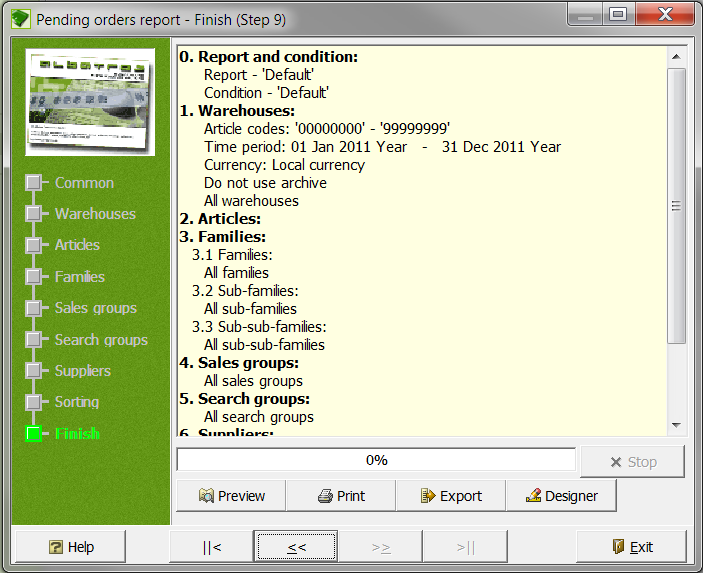 Pending orders report - Finish (Step 9)
ALBATROS
Common
Warehouses
Articles
Families
Sales groups
Search groups
Suppliers
Sorting
Finish
0. Report and condition:
Report - 'Default'
Condition - 'Default'
1. Warehouses:
Article codes: '00000000' - '99999999'
Time period: 01 Jan 2011 Year - 31 Dec 2011 Year
Currency: Local currency
Do not use archive
All warehouses
2. Articles:
3. Families:
3.1 Families:
All families
3.2 Sub-families:
All sub-families
3.3 Sub-sub-families:
All sub-sub-families
4. Sales groups:
All sales groups
5. Search groups:
All search groups
6. Suppliers:
0%
Stop
Preview
Print
Export
Designer
Help
||<
<<
>>
>||
Exit